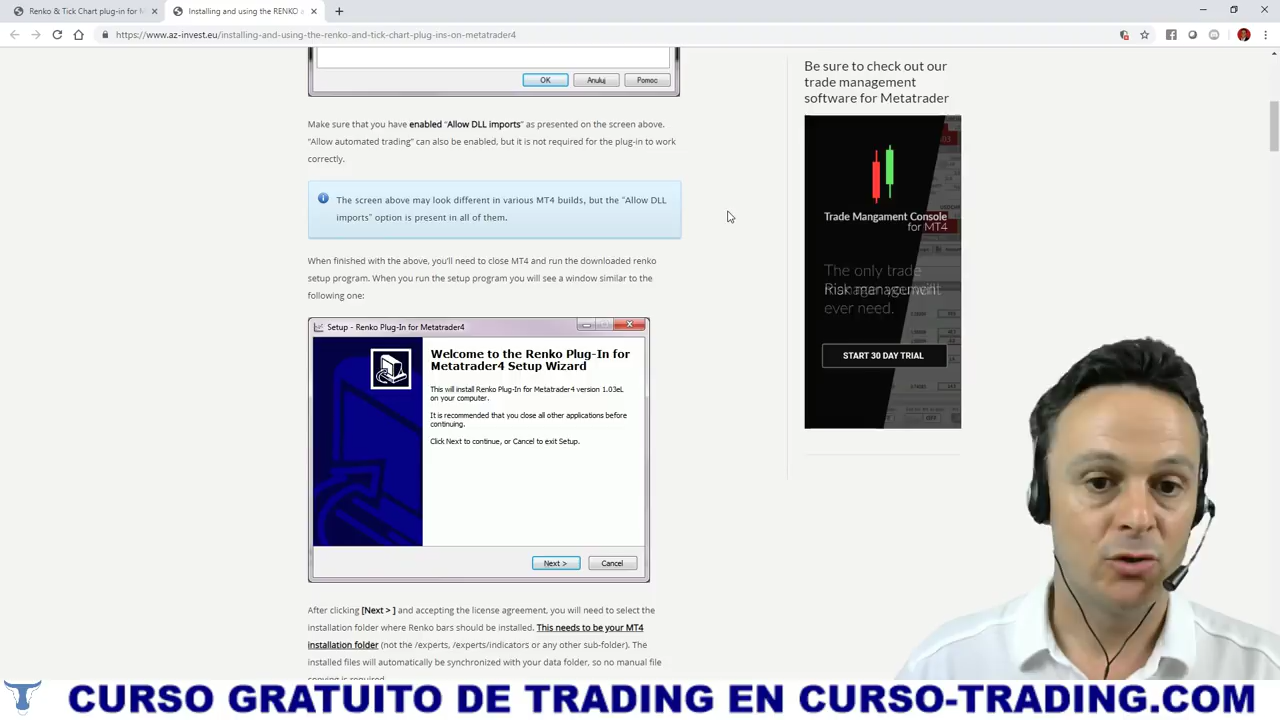 Renko & Tick Chart plug-in for M
Installing and using the RENKO a
https://www.az-invest.eu/installing-and-using-the-renko-and-tick-chart-plug-ins-on-metatrader4
OK
Anuluj
Pomoc
Make sure that you have enabled "Allow DLL imports" as presented on the screen above.
"Allow automated trading" can also be enabled, but it is not required for the plug-in to work
correctly.
The screen above may look different in various MT4 builds, but the "Allow DLL
imports" option is present in all of them.
When finished with the above, you'll need to close MT4 and run the downloaded renko
setup program. When you run the setup program you will see a window similar to the
following one:
Setup - Renko Plug-In for Metatrader4
Welcome to the Renko Plug-In for
Metatrader4 Setup Wizard
This will install Renko Plug-In for Metatrader4 version 1.03eL
on your computer.
It is recommended that you close all other applications before
continuing.
Click Next to continue, or Cancel to exit Setup.
Next >
Cancel
After clicking [Next > ] and accepting the license agreement, you will need to select the
installation folder where Renko bars should be installed. This needs to be your MT4
installation folder (not the /experts, /experts/indicators or any other sub-folder). The
installed files will automatically be synchronized with your data folder, so no manual file
copying is required.
Be sure to check out our
trade management
software for Metatrader
Trade Mangament Console
for MT4
The only trade
ever need.
START 30 DAY TRIAL
CURSO GRATUITO DE TRADING EN CURSO-TRADING.COM